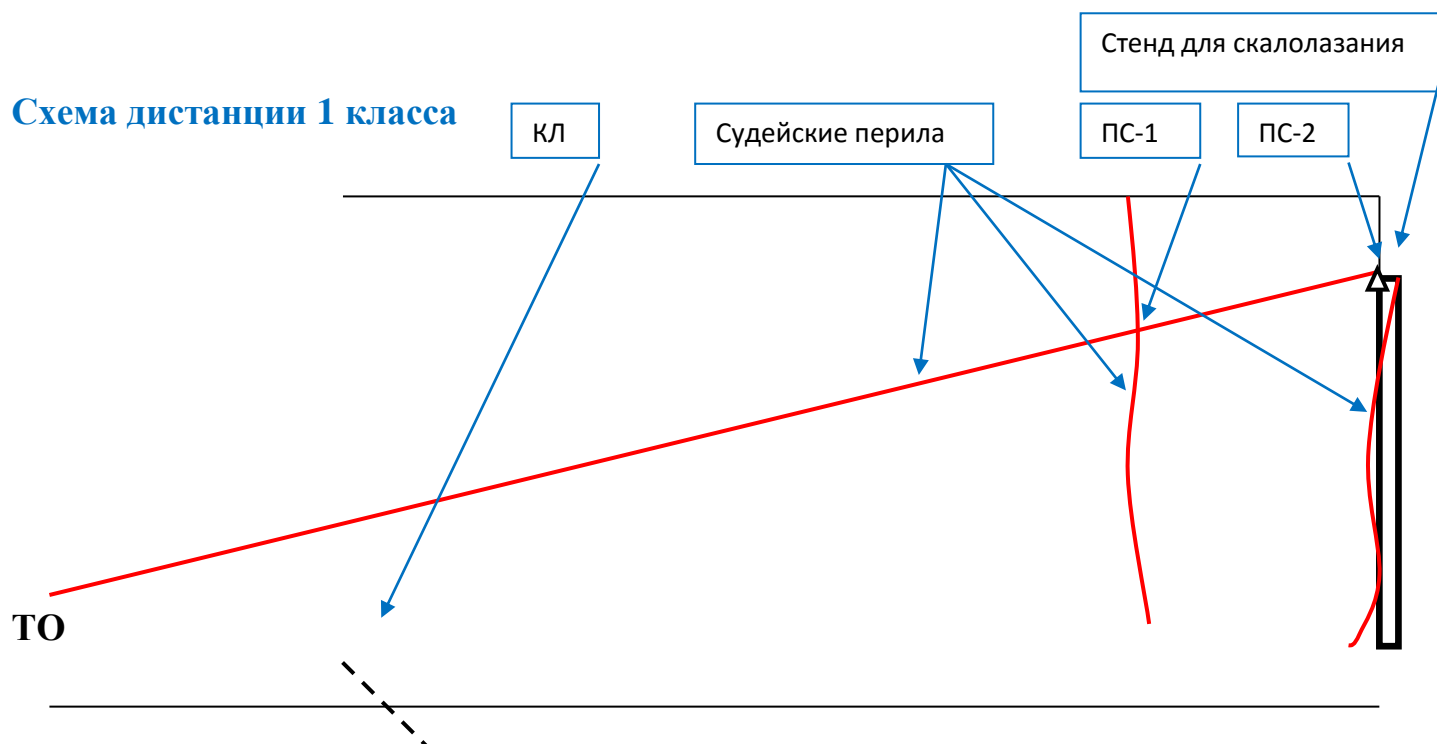 Стенд для скалолазания
Схема дистанции 1 класса
КЛ
Судейские перила
ПС-1
ПС-2
ТО